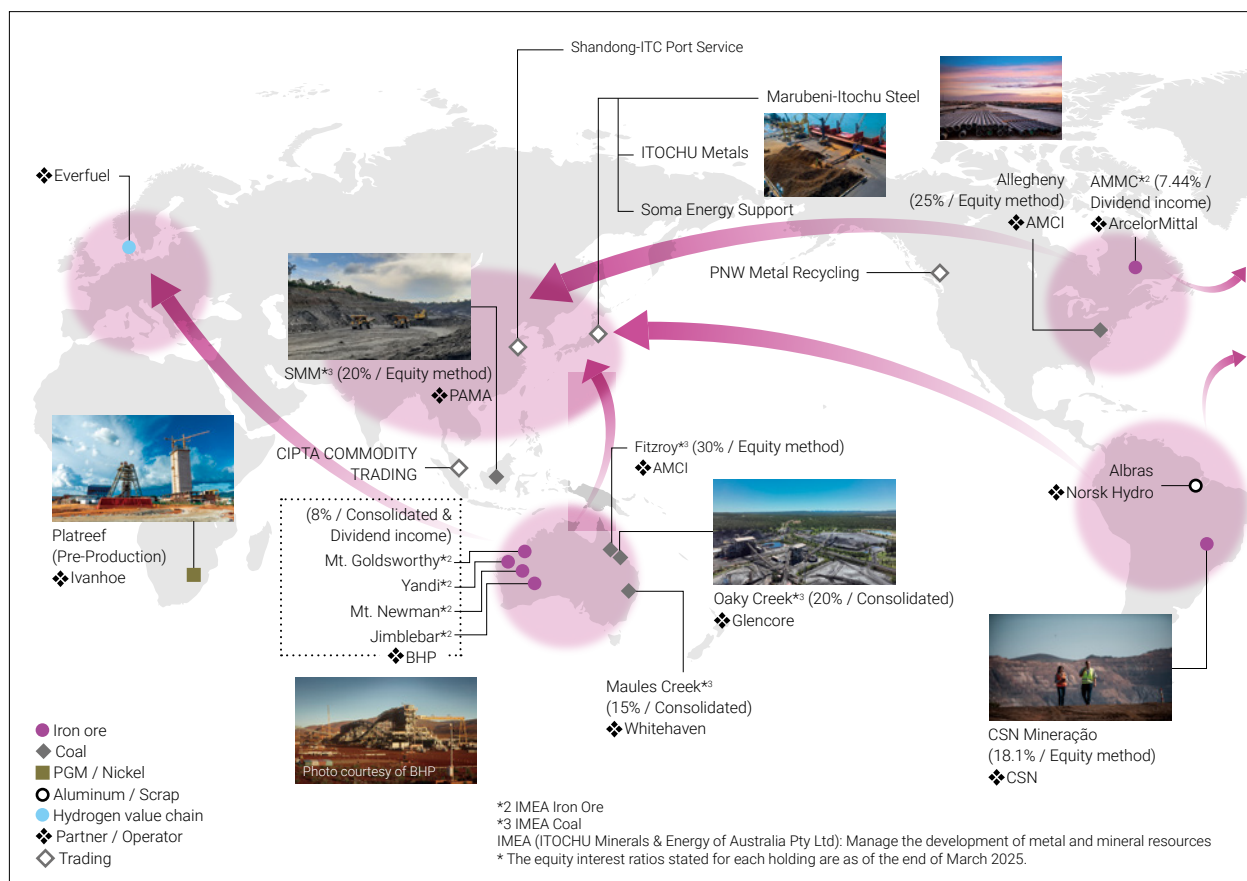 Shandong-ITC Port Service
Marubeni-Itochu Steel
ITOCHU Metals
Soma Energy Support
❖Everfuel
Allegheny
(25% / Equity method)
❖AMCI
AMMC*2 (7.44% /
Dividend income)
❖ArcelorMittal
PNW Metal Recycling
SMM*3 (20% / Equity method)
❖PAMA
CIPTA COMMODITY
TRADING
Fitzroy*3 (30% / Equity method)
❖AMCI
Albras
❖Norsk Hydro
Platreef
(Pre-Production)
❖Ivanhoe
(8% / Consolidated &
Dividend income)
Mt. Goldsworthy*2
Yandi*2
Mt. Newman*2
Jimblebar*2
❖BHP
Oaky Creek*3 (20% / Consolidated)
❖Glencore
Maules Creek*3
(15% / Consolidated)
❖Whitehaven
CSN Mineração
(18.1% / Equity method)
❖CSN
Photo courtesy of BHP
Iron ore
Coal
PGM / Nickel
Aluminum / Scrap
Hydrogen value chain
❖Partner / Operator
Trading
*2 IMEA Iron Ore
*3 IMEA Coal
IMEA (ITOCHU Minerals & Energy of Australia Pty Ltd): Manage the development of metal and mineral resources
* The equity interest ratios stated for each holding are as of the end of March 2025.